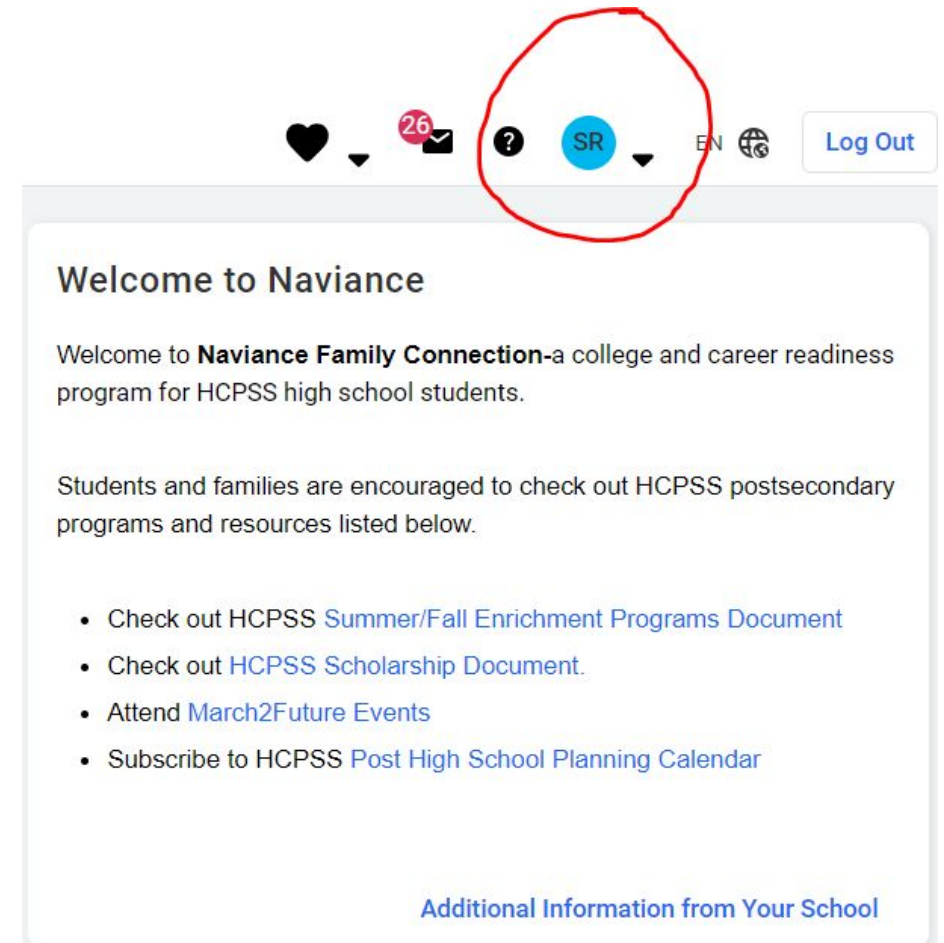 26 ? SR EN Log Out
Welcome to Naviance
Welcome to Naviance Family Connection-a college and career readiness
program for HCPSS high school students.
Students and families are encouraged to check out HCPSS postsecondary
programs and resources listed below.
• Check out HCPSS Summer/Fall Enrichment Programs Document
• Check out HCPSS Scholarship Document.
• Attend March2Future Events
• Subscribe to HCPSS Post High School Planning Calendar
Additional Information from Your School